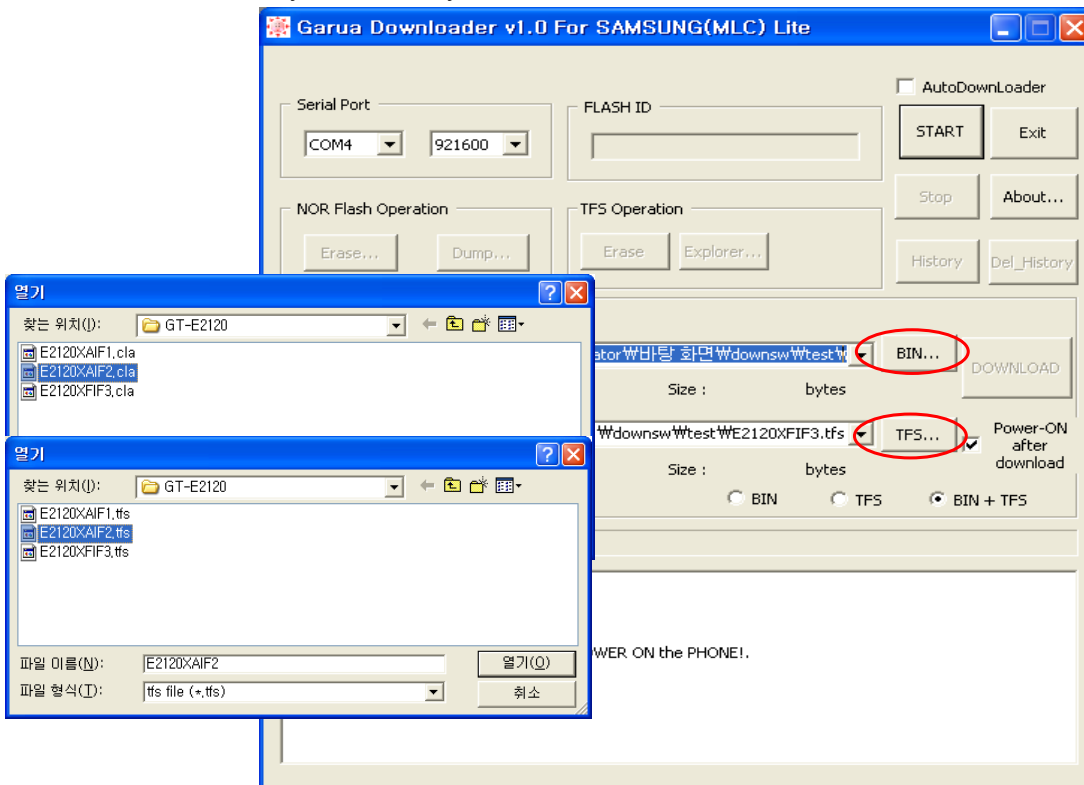 Garua Downloader v1.0 For SAMSUNG(MLC) Lite
AutoDownLoader
Serial Port
FLASH ID
START
Exit
COM4
921600
Stop
About...
NOR Flash Operation
TFS Operation
Erase...
Dump...
Erase
Explorer...
History
Del_History
열기
찾는 위치(I):
GT-E2120
E2120XAIF1.cla
E2120XAIF2.cla
E2120XFIF3.cla
ator₩바탕 화면₩downsw₩test₩
BIN...
DOWNLOAD
Size : bytes
₩downsw₩test₩E2120XFIF3.tfs
TFS...
Power-ON
after
download
Size : bytes
BIN
TFS
BIN + TFS
열기
찾는 위치(I):
GT-E2120
E2120XAIF1.tfs
E2120XAIF2.tfs
E2120XFIF3.tfs
파일 이름(N):
E2120XAIF2
열기(O)
파일 형식(T):
tfs file (*.tfs)
취소
WER ON the PHONE!.